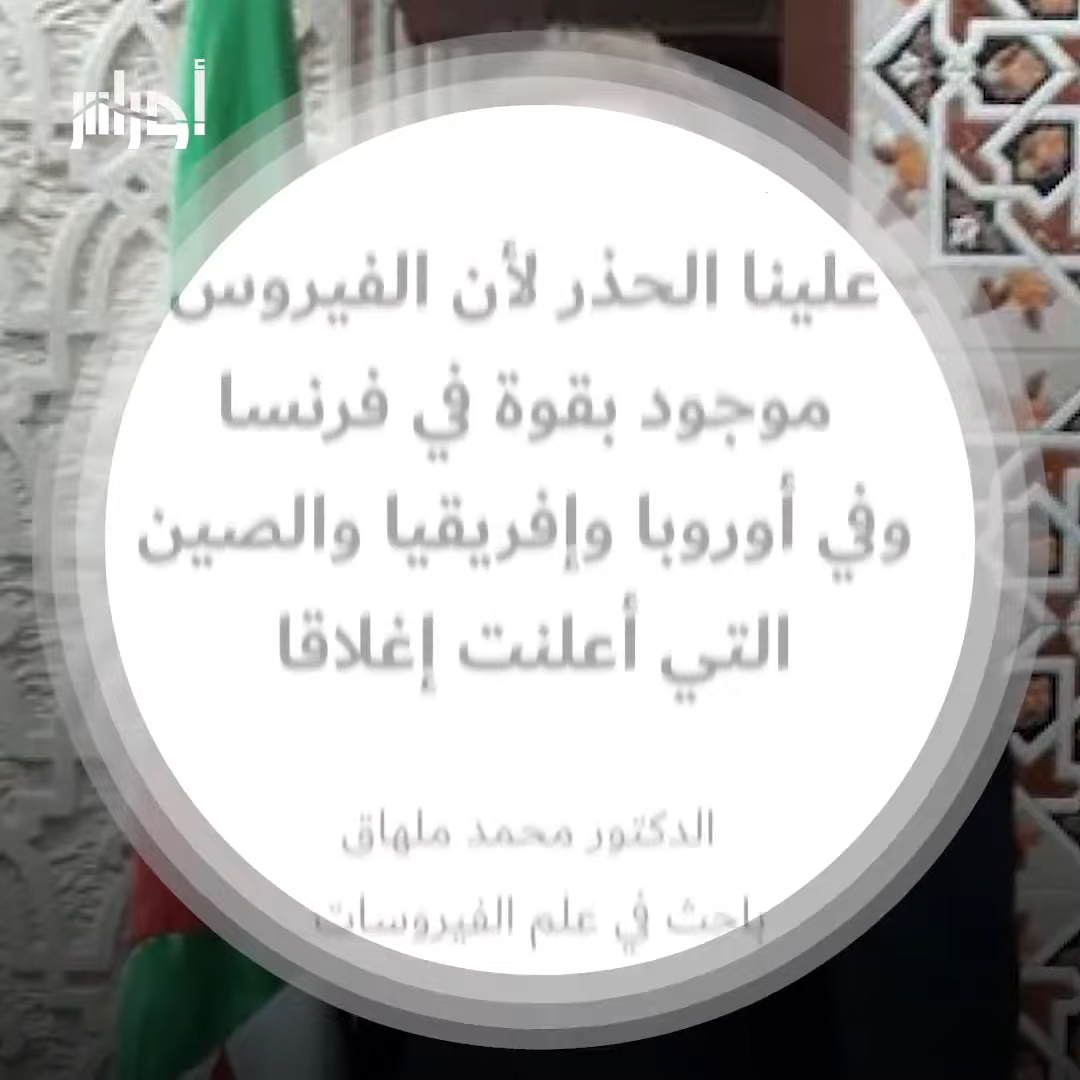 أجراس
علينا الحذر لأن الفيروس
موجود بقوة في فرنسا
وفي أوروبا وإفريقيا والصين
التي أعلنت إغلاقا
الدكتور محمد ملهاق
باحث في علم الفيروسات